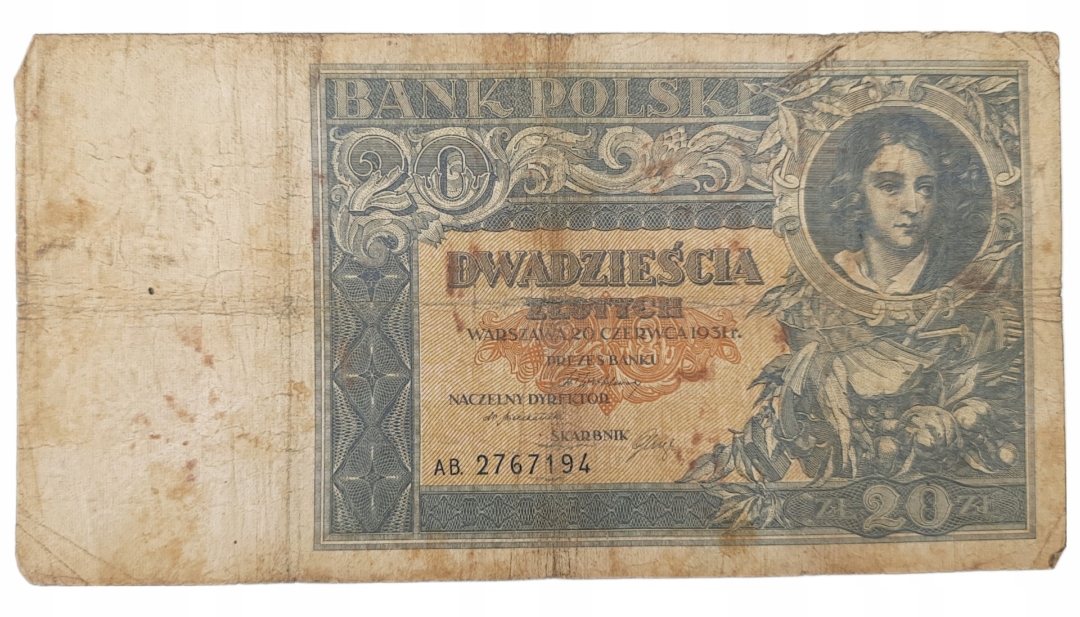 BANK POLSKI
20
DWADZIEŚCIA
ZŁOTYCH
WARSZAWA 20 CZERWCA 1931 r.
PREZES BANKU
NACZELNY DYREKTOR
SKARBNIK
AB. 2767194
ZŁ 20 ZŁ